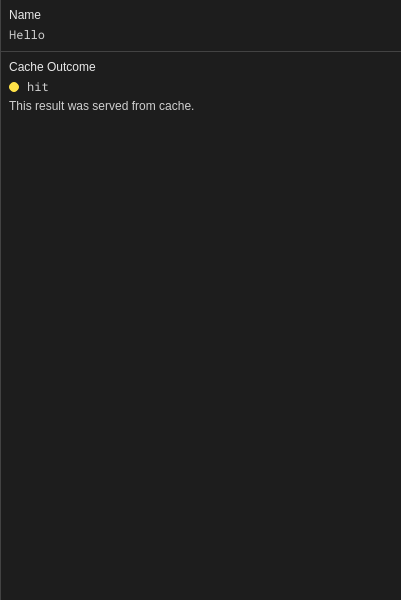 Name
Hello
Cache Outcome
hit
This result was served from cache.